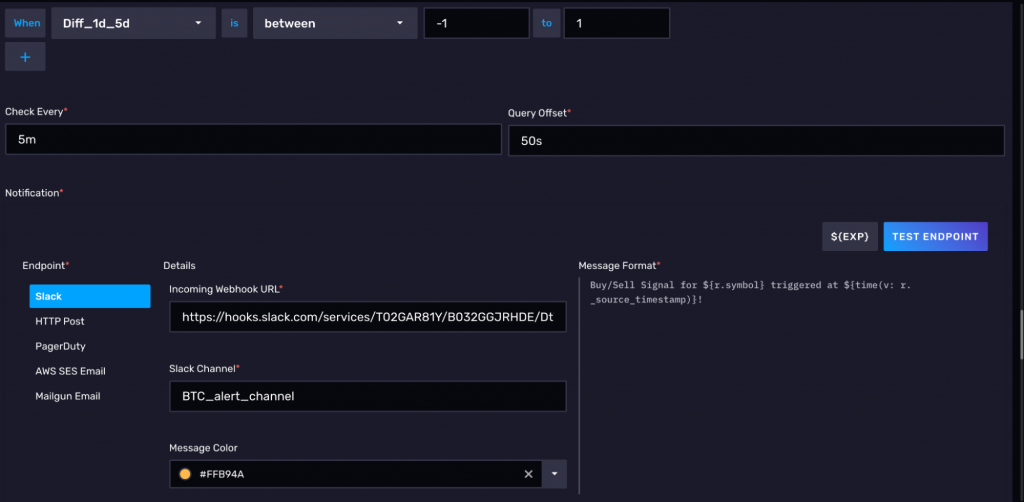 When Diff_1d_5d is between -1 to 1
+
Check Every* Query Offset*
5m 50s
Notification*
${EXP} TEST ENDPOINT
Endpoint* Details Message Format*
Slack
HTTP Post
PagerDuty
AWS SES Email
Mailgun Email
Incoming Webhook URL*
https://hooks.slack.com/services/T02GAR81Y/B032GGJRHDE/Dt
Slack Channel*
BTC_alert_channel
Message Color
#FFB94A
Buy/Sell Signal for ${r.symbol} triggered at ${time(v: r.
_source_timestamp)}!